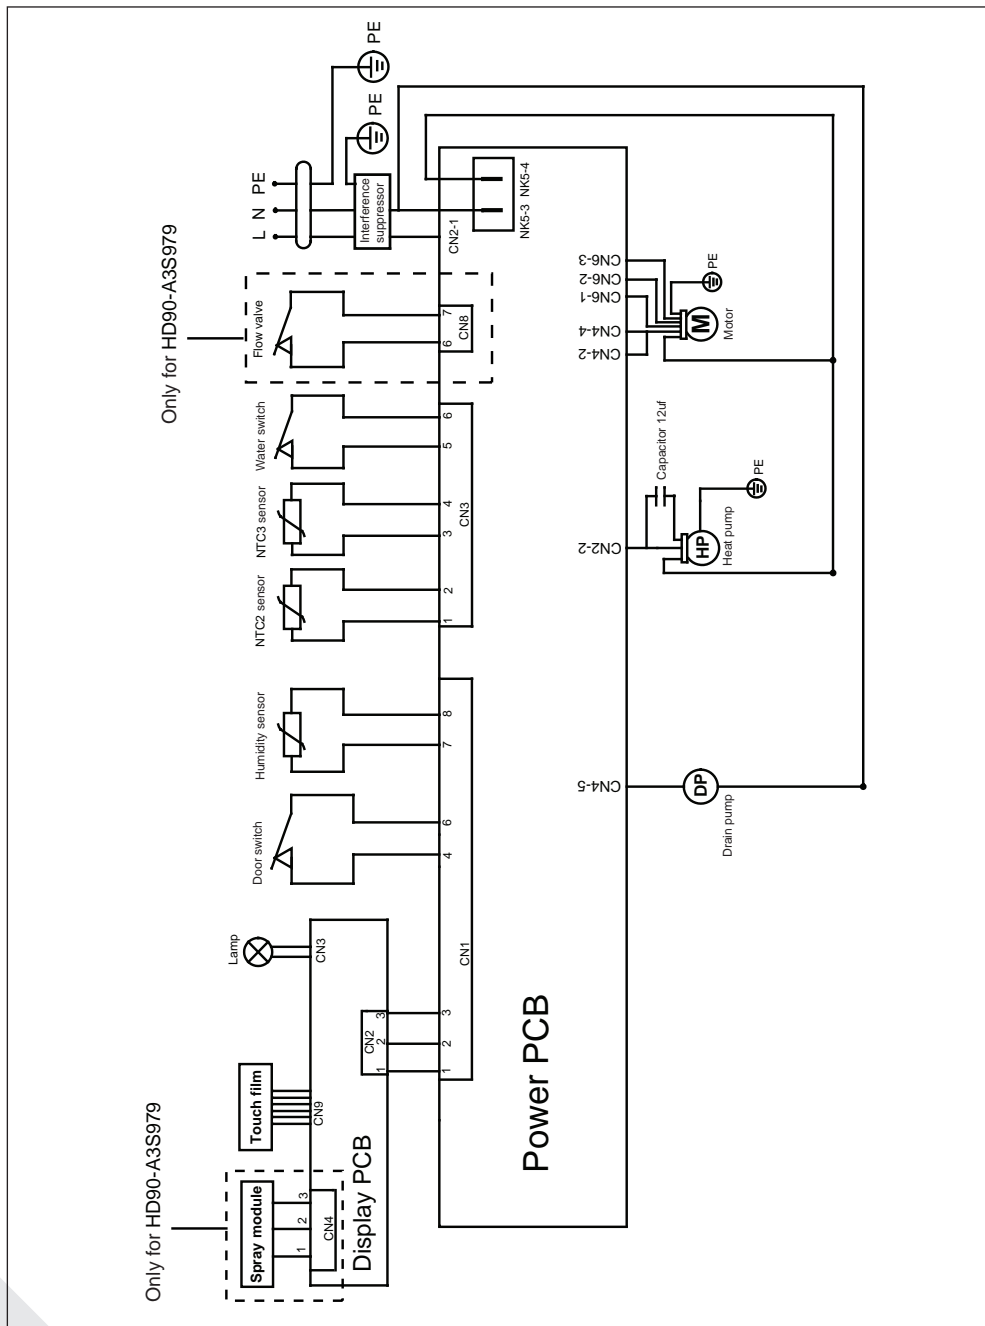 PE
PE
L N PE
Interference
suppressor
CN2-1
NK5-3 NK5-4
Only for HD90-A3S979
Flow valve
6 7
CN8
CN6-3
CN6-2
CN6-1
CN4-4
CN4-2
PE
M
Motor
Water switch
5 6
NTC3 sensor
3 4
CN3
NTC2 sensor
1 2
Capacitor 12uf
CN2-2
HP
PE
Heat pump
Humidity sensor
7 8
Door switch
4 6
CN1
CN4-5
DP
Drain pump
Lamp
CN3
CN2
1 2 3
1 2 3
Touch film
CN9
Only for HD90-A3S979
Spray module
1 2 3
CN4
Display PCB
Power PCB